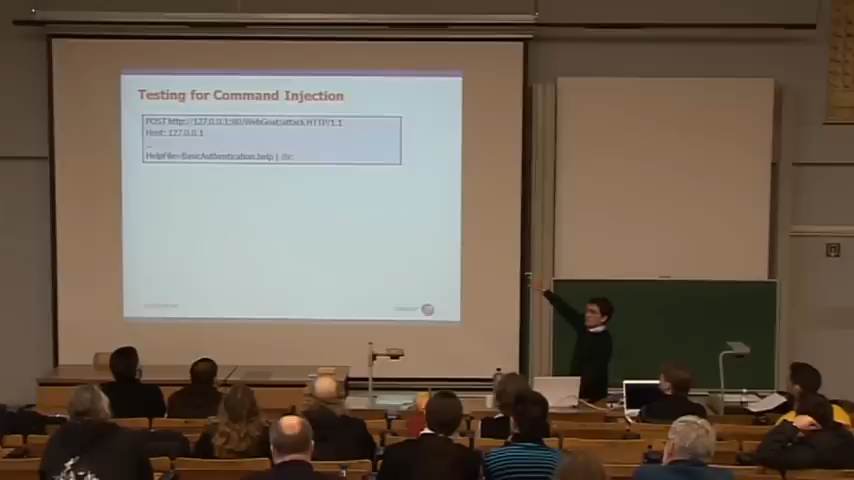 Testing for Command Injection
POST http://127.0.0.1:80/WebGoat/attack HTTP/1.1
Host: 127.0.0.1
...
HelpFile=BasicAuthentication.help | dir